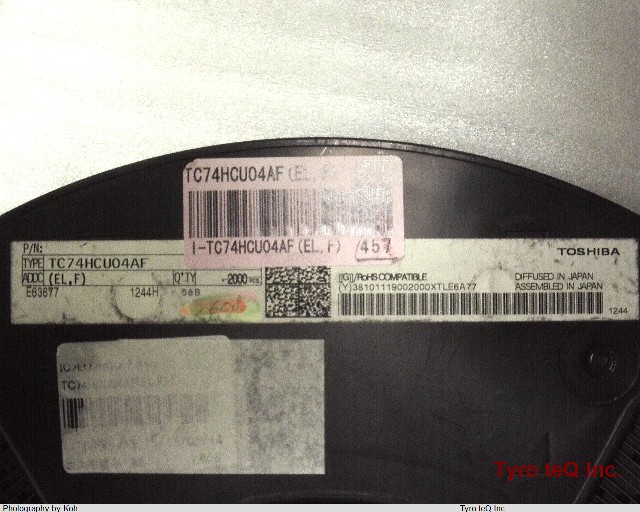 TC74HCU04AF(EL,F)
I-TC74HCU04AF(EL,F) 457
P/N:
TYPE TC74HCU04AF
ADDC (EL,F) Q'TY 2000 PCS
E63677 1244H 58B
TOSHIBA
[[G]]/RoHS COMPATIBLE DIFFUSED IN JAPAN
(Y)38101119002000XTLE6A77 ASSEMBLED IN JAPAN
1244
Tyro teQ Inc.
Photography by Koh Tyro teQ Inc